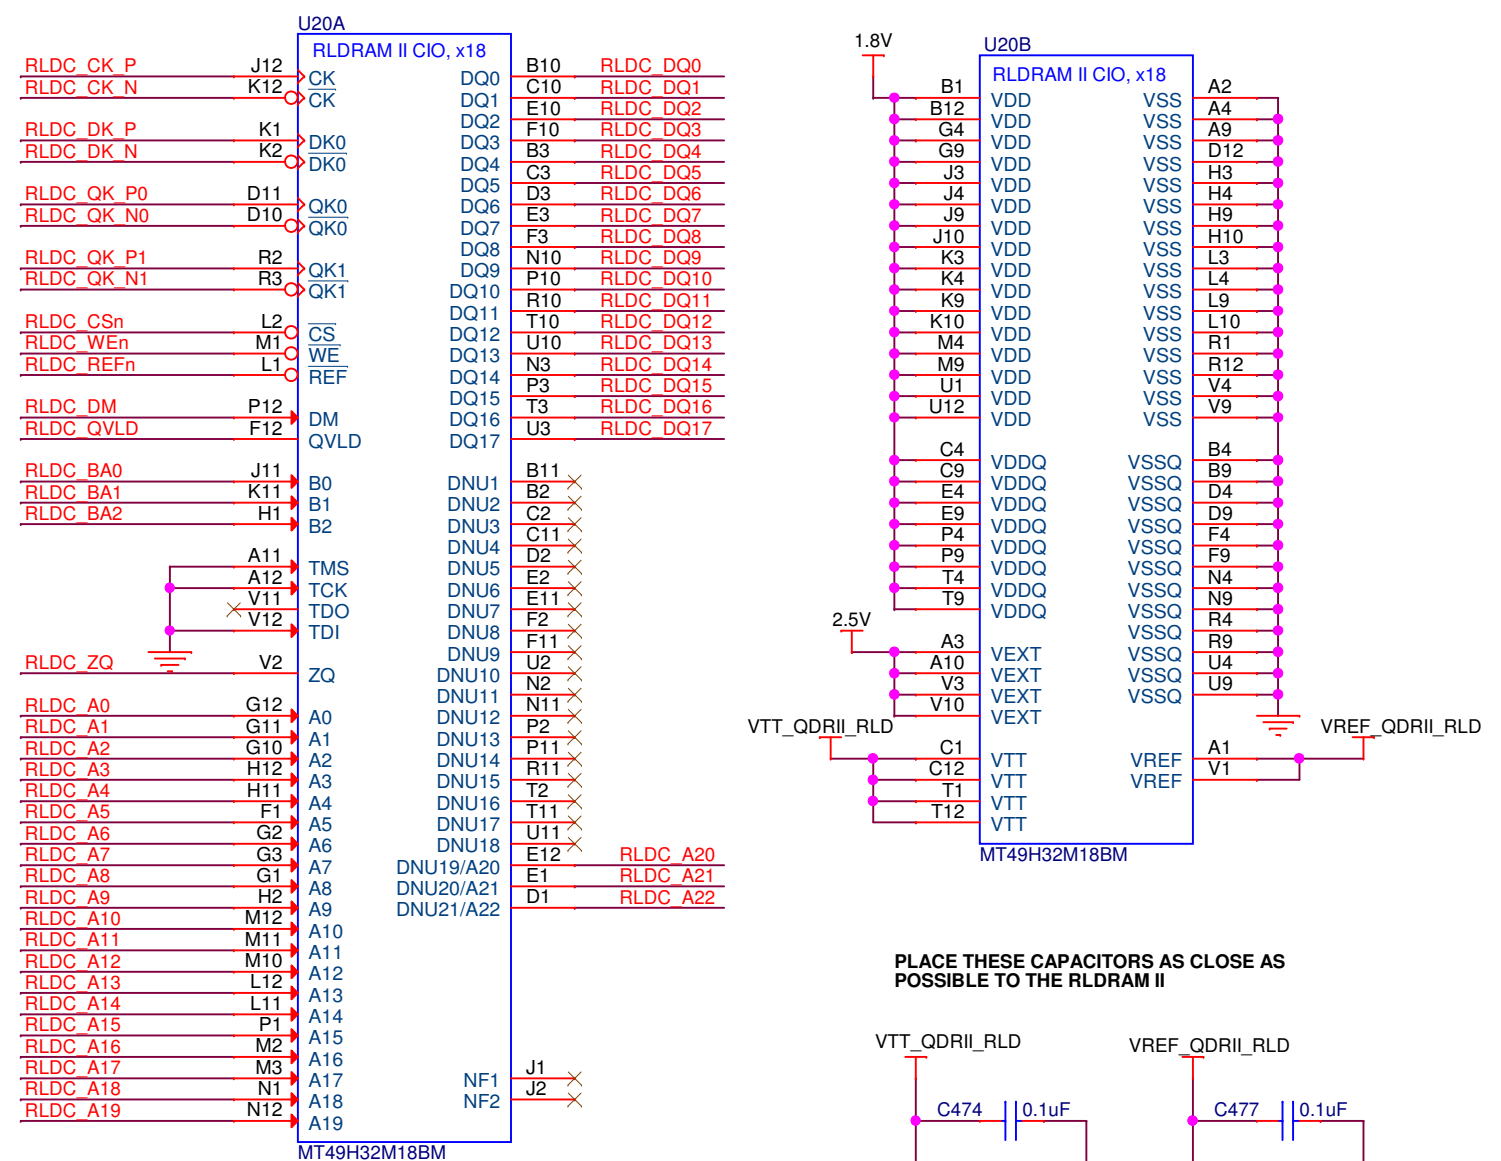 U20A
RLDRAM II CIO, x18
RLDC_CK_P J12 CK DQ0 B10 RLDC_DQ0
RLDC_CK_N K12 CK DQ1 C10 RLDC_DQ1
DQ2 E10 RLDC_DQ2
RLDC_DK_P K1 DK0 DQ3 F10 RLDC_DQ3
RLDC_DK_N K2 DK0 DQ4 B3 RLDC_DQ4
DQ5 C3 RLDC_DQ5
RLDC_QK_P0 D11 QK0 DQ6 D3 RLDC_DQ6
RLDC_QK_N0 D10 QK0 DQ7 E3 RLDC_DQ7
DQ8 F3 RLDC_DQ8
RLDC_QK_P1 R2 QK1 DQ9 N10 RLDC_DQ9
RLDC_QK_N1 R3 QK1 DQ10 P10 RLDC_DQ10
DQ11 R10 RLDC_DQ11
RLDC_CSn L2 CS DQ12 T10 RLDC_DQ12
RLDC_WEn M1 WE DQ13 U10 RLDC_DQ13
RLDC_REFn L1 REF DQ14 N3 RLDC_DQ14
DQ15 P3 RLDC_DQ15
RLDC_DM P12 DM DQ16 T3 RLDC_DQ16
RLDC_QVLD F12 QVLD DQ17 U3 RLDC_DQ17
RLDC_BA0 J11 B0 DNU1 B11
RLDC_BA1 K11 B1 DNU2 B2
RLDC_BA2 H1 B2 DNU3 C2
DNU4 C11
A11 TMS DNU5 D2
A12 TCK DNU6 E2
V11 TDO DNU7 E11
V12 TDI DNU8 F2
DNU9 F11
RLDC_ZQ V2 ZQ DNU10 U2
DNU11 N2
RLDC_A0 G12 A0 DNU12 N11
RLDC_A1 G11 A1 DNU13 P2
RLDC_A2 G10 A2 DNU14 P11
RLDC_A3 H12 A3 DNU15 R11
RLDC_A4 H11 A4 DNU16 T2
RLDC_A5 F1 A5 DNU17 T11
RLDC_A6 G2 A6 DNU18 U11
RLDC_A7 G3 A7 DNU19/A20 E12 RLDC_A20
RLDC_A8 G1 A8 DNU20/A21 E1 RLDC_A21
RLDC_A9 H2 A9 DNU21/A22 D1 RLDC_A22
RLDC_A10 M12 A10
RLDC_A11 M11 A11
RLDC_A12 M10 A12
RLDC_A13 L12 A13
RLDC_A14 L11 A14
RLDC_A15 P1 A15
RLDC_A16 M2 A16
RLDC_A17 M3 A17 NF1 J1
RLDC_A18 N1 A18 NF2 J2
RLDC_A19 N12 A19
MT49H32M18BM
1.8V
U20B
RLDRAM II CIO, x18
B1 VDD VSS A2
B12 VDD VSS A4
G4 VDD VSS A9
G9 VDD VSS D12
J3 VDD VSS H3
J4 VDD VSS H4
J9 VDD VSS H9
J10 VDD VSS H10
K3 VDD VSS L3
K4 VDD VSS L4
K9 VDD VSS L9
K10 VDD VSS L10
M4 VDD VSS R1
M9 VDD VSS R12
U1 VDD VSS V4
U12 VDD VSS V9
C4 VDDQ VSSQ B4
C9 VDDQ VSSQ B9
E4 VDDQ VSSQ D4
E9 VDDQ VSSQ D9
P4 VDDQ VSSQ F4
P9 VDDQ VSSQ F9
T4 VDDQ VSSQ N4
T9 VDDQ VSSQ N9
2.5V VSSQ R4
A3 VEXT VSSQ R9
A10 VEXT VSSQ U4
V3 VEXT VSSQ U9
V10 VEXT
VTT_QDRII_RLD VREF_QDRII_RLD
C1 VTT VREF A1
C12 VTT VREF V1
T1 VTT
T12 VTT
MT49H32M18BM
PLACE THESE CAPACITORS AS CLOSE AS
POSSIBLE TO THE RLDRAM II
VTT_QDRII_RLD VREF_QDRII_RLD
C474 0.1uF C477 0.1uF